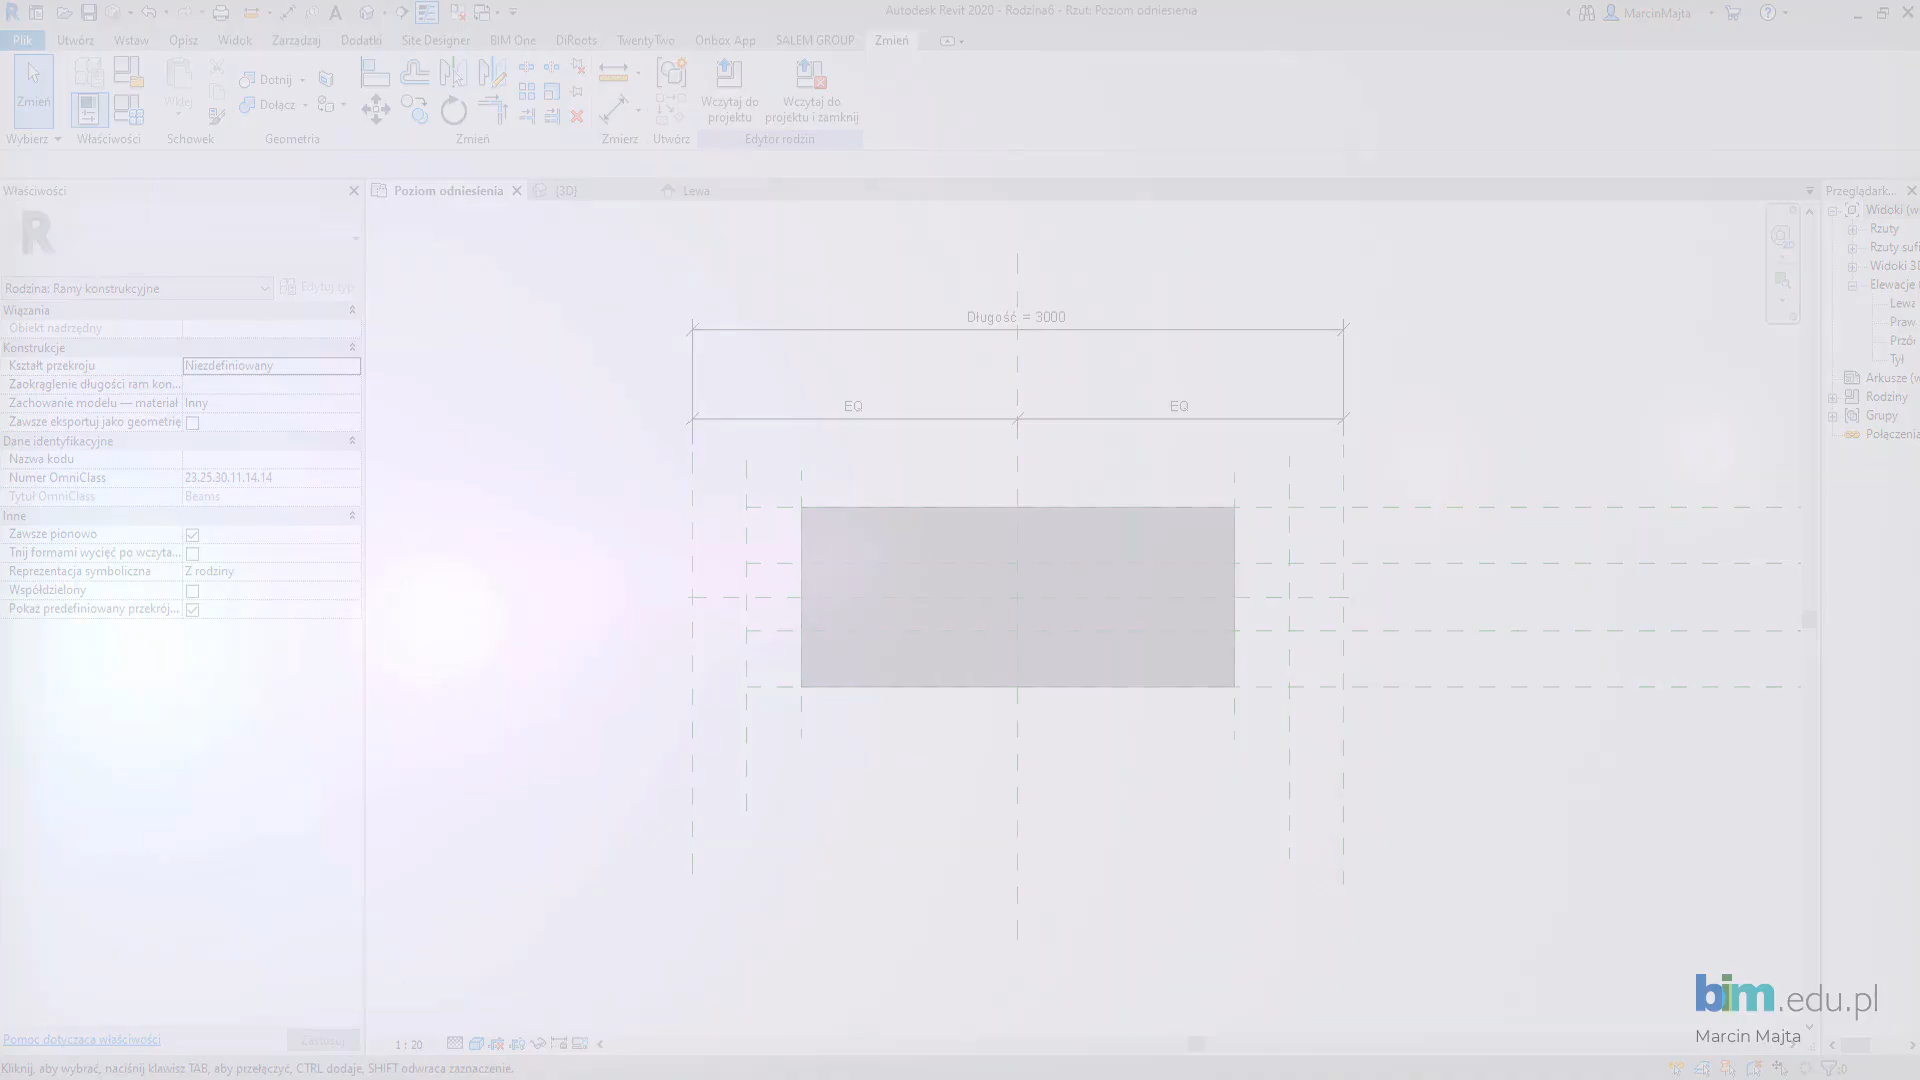 Autodesk Revit 2020 - Rodzina6 - Rzut: Poziom odniesienia
MarcinMajta
Plik Utwórz Wstaw Opisz Widok Zarządzaj Dodatki Site Designer BIM One DiRoots TwentyTwo Onbox App SALEM GROUP Zmień
Zmień
Wklej
Dotnij
Dołącz
Wczytaj do
projektu
Wczytaj do
projektu i zamknij
Wybierz Właściwości Schowek Geometria Zmień Zmierz Utwórz Edytor rodzin
Właściwości
Poziom odniesienia {3D} Lewa
Przeglądark...
R
Rodzina: Ramy konstrukcyjne Edytuj typ
Wiązania
Obiekt nadrzędny
Konstrukcje
Kształt przekroju Niezdefiniowany
Zaokrąglenie długości ram kon...
Zachowanie modelu — materiał Inny
Zawsze eksportuj jako geometrię
Dane identyfikacyjne
Nazwa kodu
Numer OmniClass 23.25.30.11.14.14
Tytuł OmniClass Beams
Inne
Zawsze pionowo
Tnij formami wycięć po wczyta...
Reprezentacja symboliczna Z rodziny
Współdzielony
Pokaż predefiniowany przekrój...
Długość = 3000
EQ EQ
Widoki (w
Rzuty
Rzuty sufi
Widoki 3D
Elewacje (
Lewa
Praw
Przó
Tył
Arkusze (w
Rodziny
Grupy
Połączenia
bim.edu.pl
Marcin Majta
Pomoc dotycząca właściwości Zastosuj
1 : 20
Kliknij, aby wybrać, naciśnij klawisz TAB, aby przełączyć, CTRL dodaje, SHIFT odwraca zaznaczenie.
:0